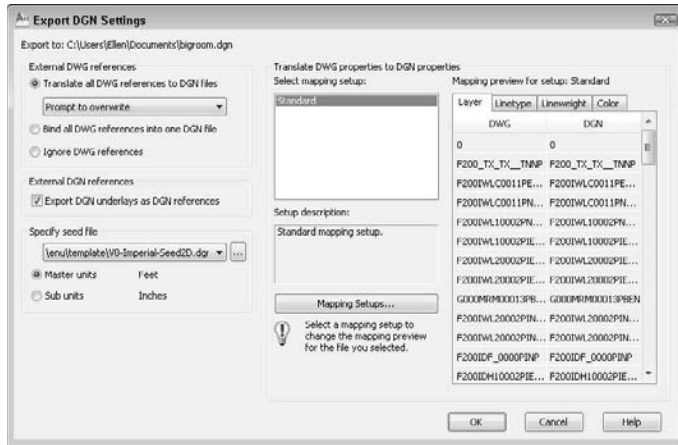 Export DGN Settings
Export to: C:\Users\Ellen\Documents\bigroom.dgn
External DWG references
Translate all DWG references to DGN files
Prompt to overwrite
Bind all DWG references into one DGN file
Ignore DWG references
External DGN references
Export DGN underlays as DGN references
Specify seed file
\enu\template\V8-Imperial-Seed2D.dgr
...
Master units Feet
Sub units Inches
Translate DWG properties to DGN properties
Select mapping setup:
Standard
Setup description:
Standard mapping setup.
Mapping Setups...
Select a mapping setup to
change the mapping preview
for the file you selected.
Mapping preview for setup: Standard
Layer Linetype Lineweight Color
DWG DGN
0 0
F200_TX_TX__TNNP F200_TX_TX__TNNP
F200IWLC0011PE... F200IWLC0011PE...
F200IWLC0011PN... F200IWLC0011PN...
F200IWL10002PN... F200IWL10002PN...
F200IWL10002PIE... F200IWL10002PIE...
F200IWL20002PIE... F200IWL20002PIE...
F200IWL20002PIE... F200IWL20002PIE...
G000MRM00013PB... G000MRM00013PBEN
F200IWL20002PIN... F200IWL20002PIN...
F200IWL20002PIN... F200IWL20002PIN...
F200IDF_0000PINP F200IDF_0000PINP
F200IDH10002PIE... F200IDH10002PIE...
OK Cancel Help